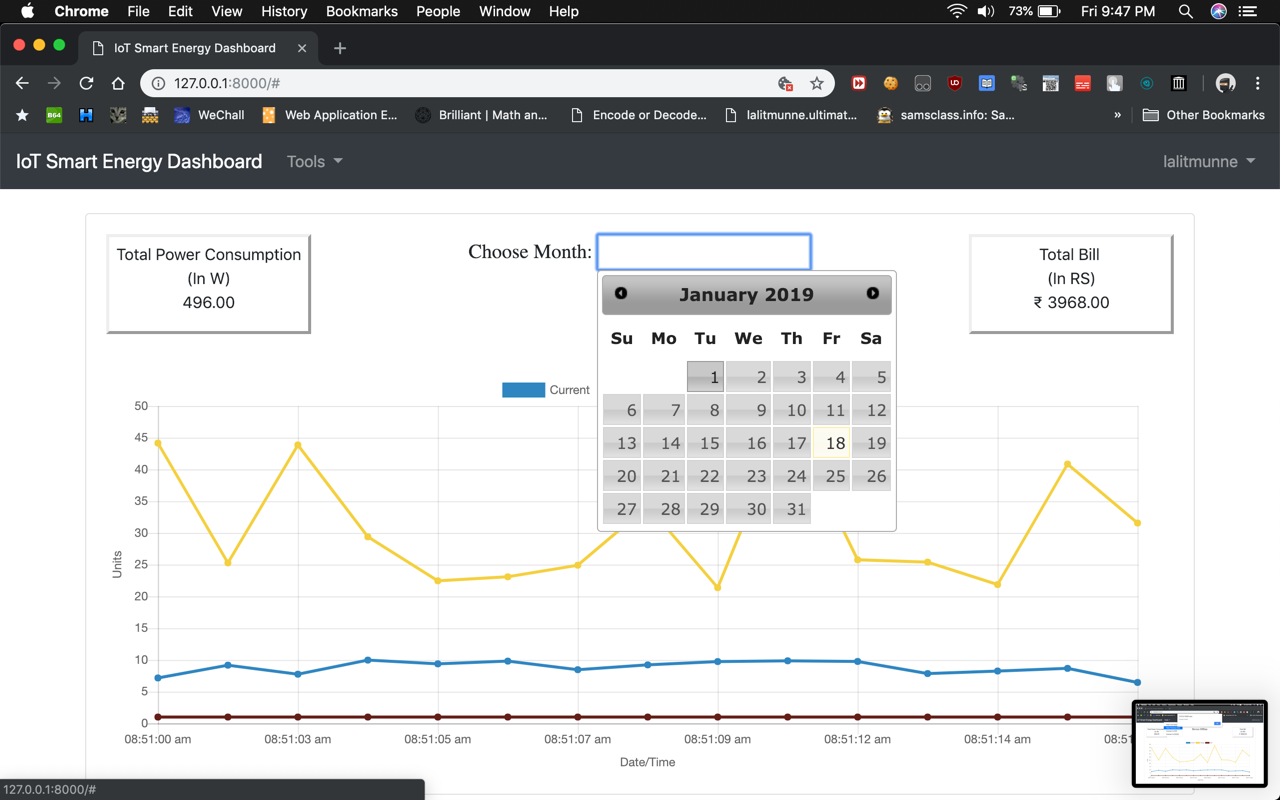 Chrome File Edit View History Bookmarks People Window Help 73% Fri 9:47 PM
IoT Smart Energy Dashboard
127.0.0.1:8000/#
B64 WeChall Web Application E... Brilliant | Math an... Encode or Decode... lalitmunne.ultimat... samsclass.info: Sa... » Other Bookmarks
IoT Smart Energy Dashboard Tools lalitmunne
Total Power Consumption
(In W)
496.00
Choose Month:
Total Bill
(In RS)
₹ 3968.00
January 2019
Su Mo Tu We Th Fr Sa
1 2 3 4 5
6 7 8 9 10 11 12
13 14 15 16 17 18 19
20 21 22 23 24 25 26
27 28 29 30 31
Current
50
45
40
35
30
25
20
15
10
5
0
Units
08:51:00 am 08:51:03 am 08:51:05 am 08:51:07 am 08:51:09 am 08:51:12 am 08:51:14 am 08:51
Date/Time
127.0.0.1:8000/#